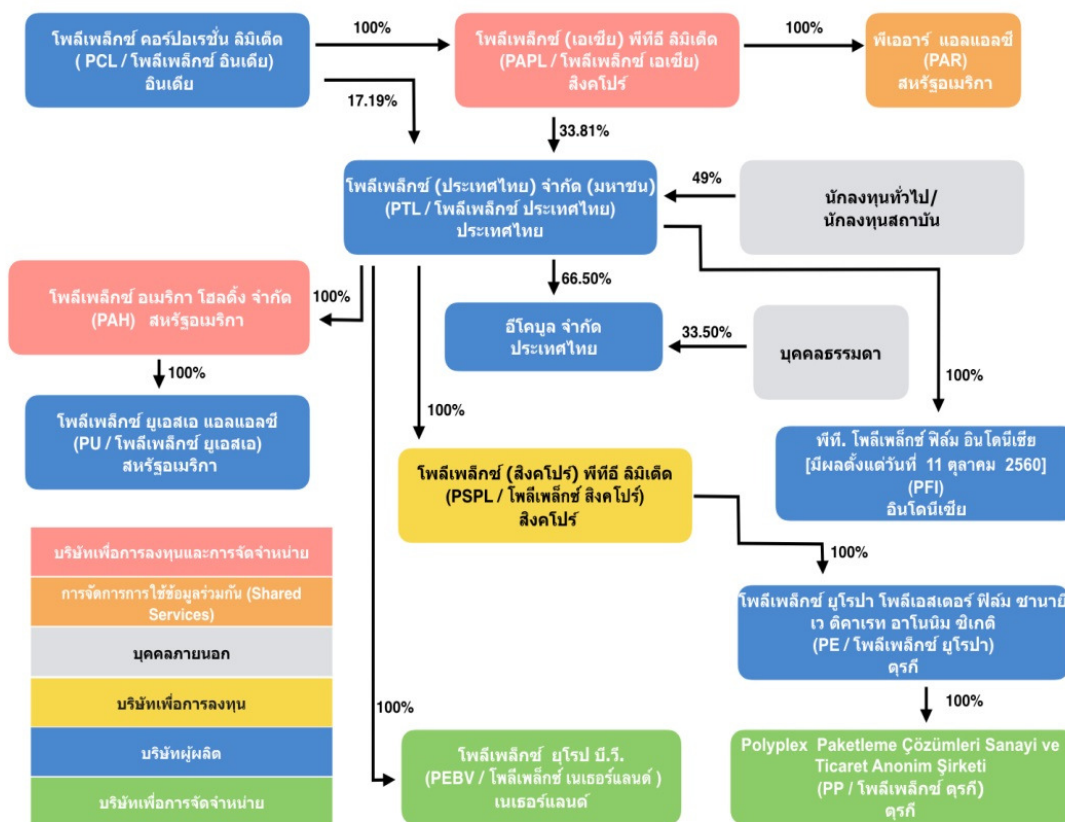 โพลีเพล็กซ์ คอร์ปอเรชั่น ลิมิเต็ด
( PCL / โพลีเพล็กซ์ อินเดีย)
อินเดีย
100%
โพลีเพล็กซ์ (เอเซีย) พีทีอี ลิมิเต็ด
(PAPL / โพลีเพล็กซ์ เอเซีย)
สิงคโปร์
100%
พีเออาร์ แอลแอลซี
(PAR)
สหรัฐอเมริกา
17.19%
33.81%
โพลีเพล็กซ์ (ประเทศไทย) จำกัด (มหาชน)
(PTL / โพลีเพล็กซ์ ประเทศไทย)
ประเทศไทย
49%
นักลงทุนทั่วไป/
นักลงทุนสถาบัน
โพลีเพล็กซ์ อเมริกา โฮลดิ้ง จำกัด
(PAH) สหรัฐอเมริกา
100%
66.50%
อีโคบูล จำกัด
ประเทศไทย
33.50%
บุคคลธรรมดา
100%
100%
100%
โพลีเพล็กซ์ ยูเอสเอ แอลแอลซี
(PU / โพลีเพล็กซ์ ยูเอสเอ)
สหรัฐอเมริกา
โพลีเพล็กซ์ (สิงคโปร์) พีทีอี ลิมิเต็ด
(PSPL / โพลีเพล็กซ์ สิงคโปร์)
สิงคโปร์
พีที. โพลีเพล็กซ์ ฟิล์ม อินโดนีเซีย
[มีผลตั้งแต่วันที่ 11 ตุลาคม 2560]
(PFI)
อินโดนีเซีย
100%
โพลีเพล็กซ์ ยูโรปา โพลีเอสเตอร์ ฟิล์ม ซานายี
เว ติคาเรท อาโนนิม ซิเกติ
(PE / โพลีเพล็กซ์ ยูโรปา)
ตุรกี
100%
100%
โพลีเพล็กซ์ ยุโรป บี.วี.
(PEBV / โพลีเพล็กซ์ เนเธอร์แลนด์ )
เนเธอร์แลนด์
Polyplex Paketleme Çözümleri Sanayi ve
Ticaret Anonim Şirketi
(PP / โพลีเพล็กซ์ ตุรกี)
ตุรกี
บริษัทเพื่อการลงทุนและการจัดจำหน่าย
การจัดการการใช้ข้อมูลร่วมกัน (Shared
Services)
บุคคลภายนอก
บริษัทเพื่อการลงทุน
บริษัทผู้ผลิต
บริษัทเพื่อการจัดจำหน่าย